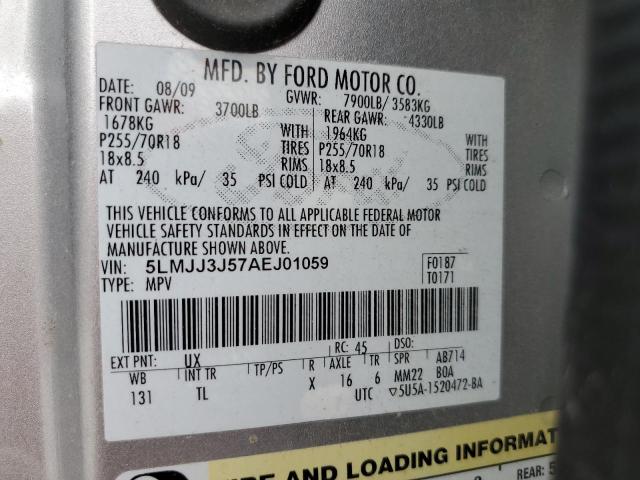 MFD. BY FORD MOTOR CO.
DATE: 08/09 GVWR: 7900LB/ 3583KG
FRONT GAWR: 3700LB REAR GAWR: 4330LB
1678KG WITH 1964KG WITH
P255/70R18 TIRES P255/70R18 TIRES
18x8.5 RIMS 18x8.5 RIMS
AT 240 kPa/ 35 PSI COLD AT 240 kPa/ 35 PSI COLD
THIS VEHICLE CONFORMS TO ALL APPLICABLE FEDERAL MOTOR
VEHICLE SAFETY STANDARDS IN EFFECT ON THE DATE OF
MANUFACTURE SHOWN ABOVE.
VIN: 5LMJJ3J57AEJ01059 F0187
TYPE: MPV T0171
EXT PNT: UX RC: 45 DSO:
WB INT TR TP/PS R AXLE TR SPR AB714
131 TL X 16 6 MM22 B0A
UTC ▽5U5A-1520472-BA
AND LOADING INFORMAT
REAR: 5